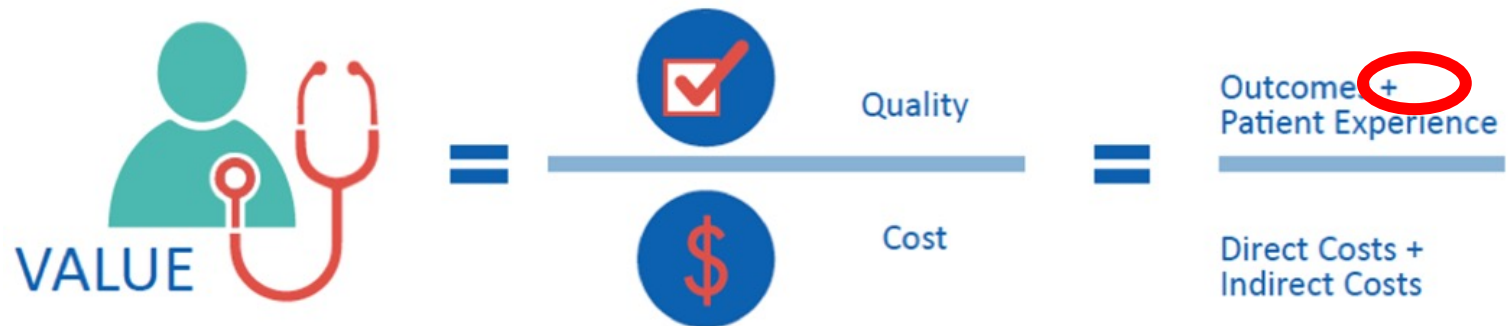 VALUE
=
Quality
Cost
=
Outcomes +
Patient Experience
Direct Costs +
Indirect Costs
$